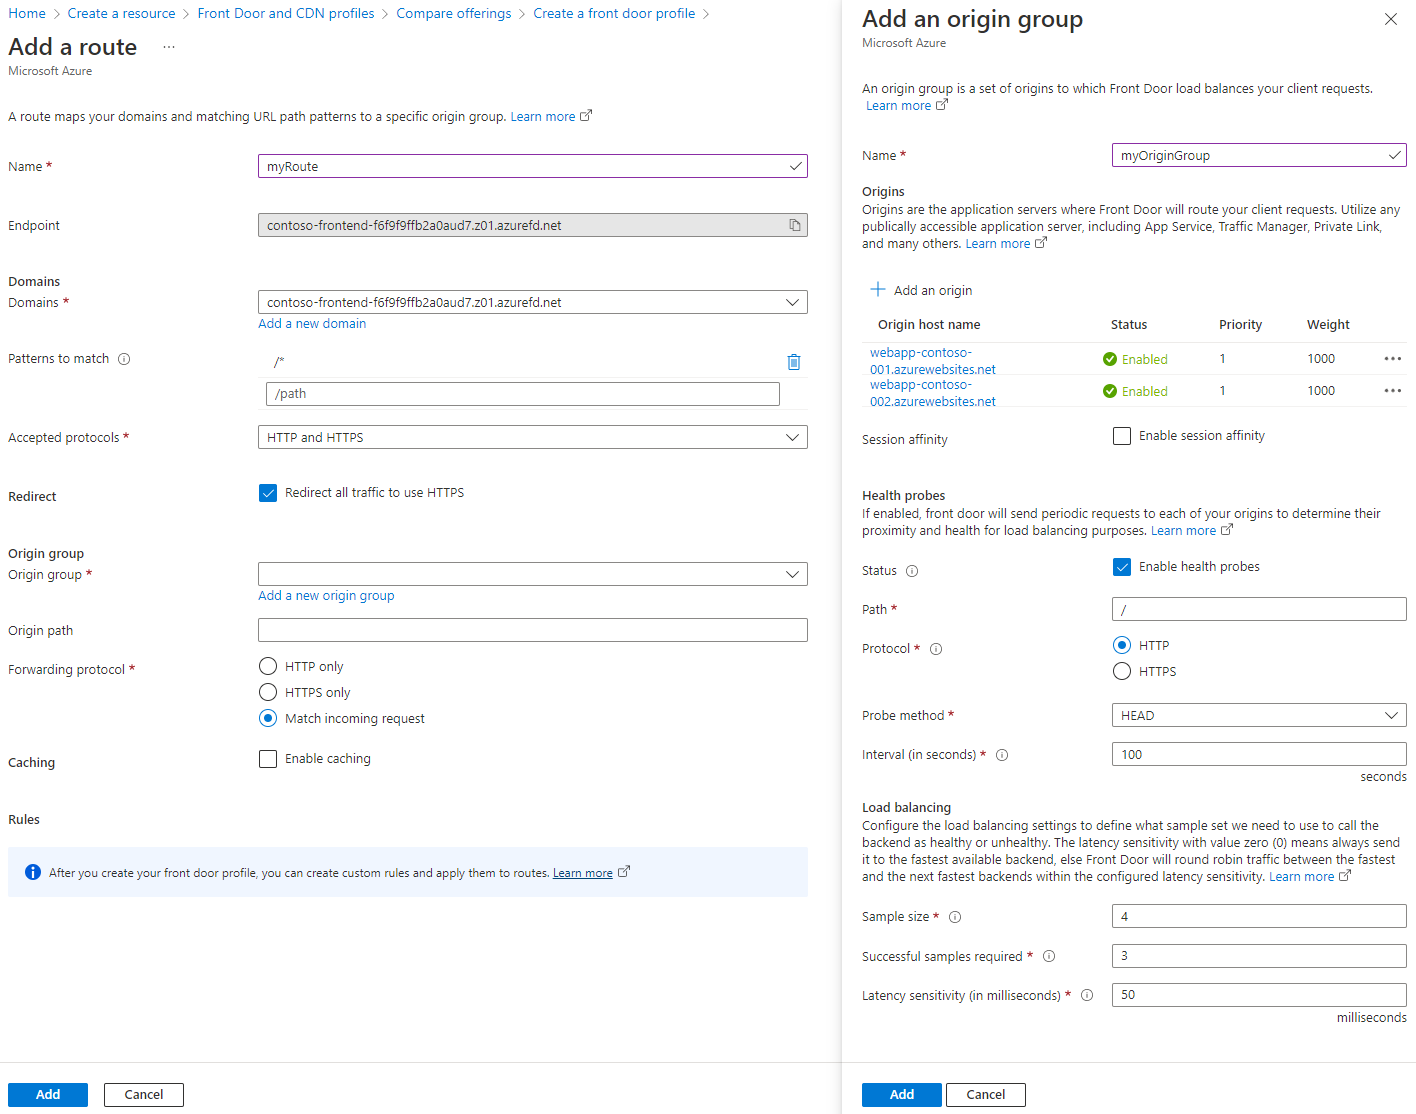 Home > Create a resource > Front Door and CDN profiles > Compare offerings > Create a front door profile >
Add a route ...
Microsoft Azure
A route maps your domains and matching URL path patterns to a specific origin group. Learn more
Name *
myRoute
Endpoint
contoso-frontend-f6f9f9ffb2a0aud7.z01.azurefd.net
Domains
Domains *
contoso-frontend-f6f9f9ffb2a0aud7.z01.azurefd.net
Add a new domain
Patterns to match
/*
/path
Accepted protocols *
HTTP and HTTPS
Redirect
Redirect all traffic to use HTTPS
Origin group
Origin group *
Add a new origin group
Origin path
Forwarding protocol *
HTTP only
HTTPS only
Match incoming request
Caching
Enable caching
Rules
After you create your front door profile, you can create custom rules and apply them to routes. Learn more
Add
Cancel
Add an origin group
Microsoft Azure
An origin group is a set of origins to which Front Door load balances your client requests.
Learn more
Name *
myOriginGroup
Origins
Origins are the application servers where Front Door will route your client requests. Utilize any
publically accessible application server, including App Service, Traffic Manager, Private Link,
and many others. Learn more
Add an origin
Origin host name Status Priority Weight
webapp-contoso-
001.azurewebsites.net
Enabled 1 1000 ...
webapp-contoso-
002.azurewebsites.net
Enabled 1 1000 ...
Session affinity
Enable session affinity
Health probes
If enabled, front door will send periodic requests to each of your origins to determine their
proximity and health for load balancing purposes. Learn more
Status
Enable health probes
Path *
/
Protocol *
HTTP
HTTPS
Probe method *
HEAD
Interval (in seconds) *
100
seconds
Load balancing
Configure the load balancing settings to define what sample set we need to use to call the
backend as healthy or unhealthy. The latency sensitivity with value zero (0) means always send
it to the fastest available backend, else Front Door will round robin traffic between the fastest
and the next fastest backends within the configured latency sensitivity. Learn more
Sample size *
4
Successful samples required *
3
Latency sensitivity (in milliseconds) *
50
milliseconds
Add
Cancel